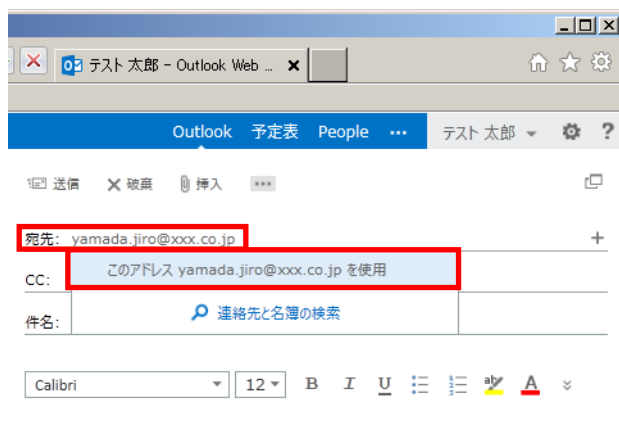 テスト 太郎 - Outlook Web ...
Outlook 予定表 People ••• テスト 太郎 ?
送信 破棄 挿入 •••
宛先: yamada.jiro@xxx.co.jp
このアドレス yamada.jiro@xxx.co.jp を使用
CC:
連絡先と名簿の検索
件名:
Calibri 12 B I U ab A